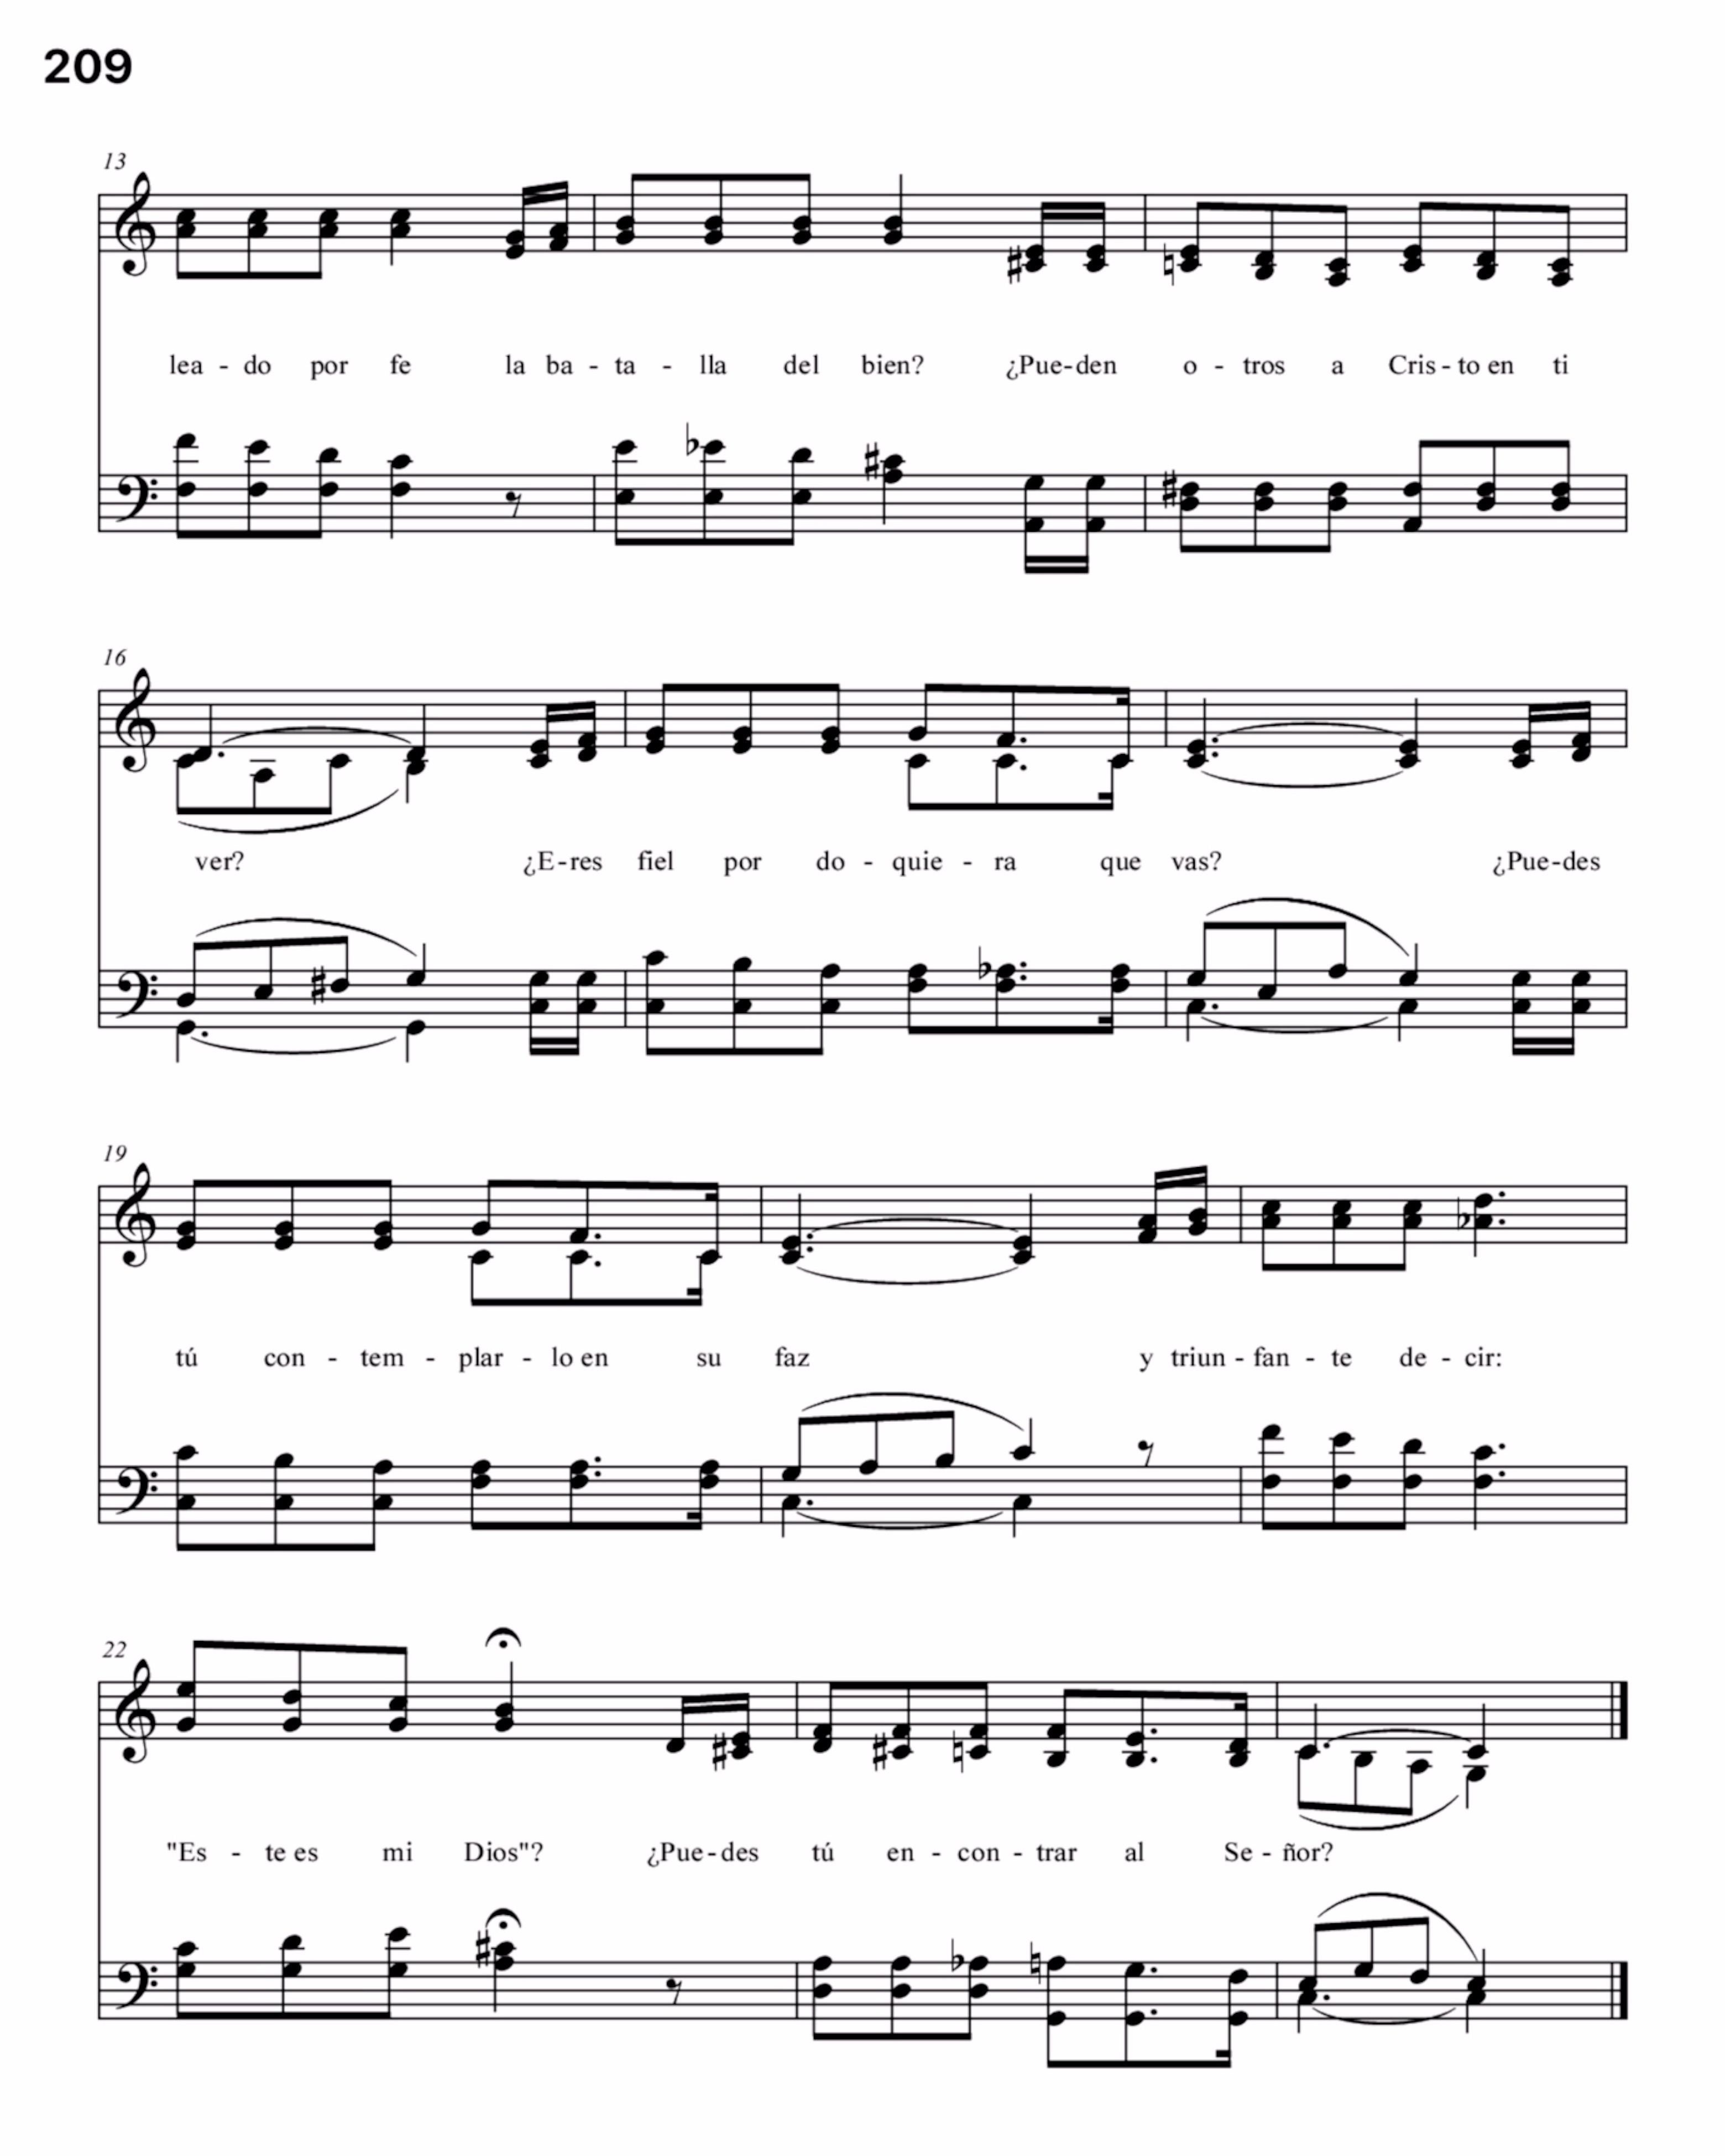 209
13
lea - do por fe la ba - ta - lla del bien? ¿Pue-den o - tros a Cris - to en ti
16
ver? ¿E-res fiel por do - quie - ra que vas? ¿Pue-des
19
tú con - tem - plar - lo en su faz y triun - fan - te de - cir:
22
"Es - te es mi Dios"? ¿Pue-des tú en - con - trar al Se - ñor?